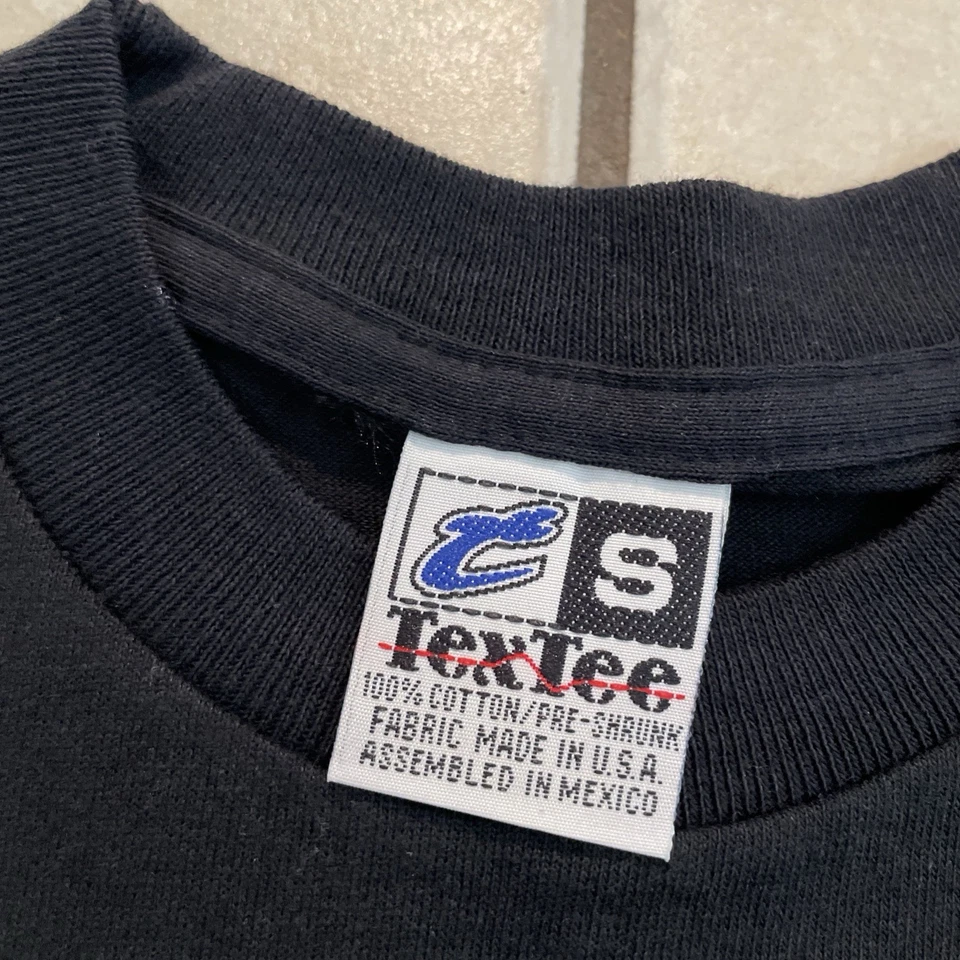 t S
TexTee
100% COTTON/PRE-SHRUNK
FABRIC MADE IN U.S.A.
ASSEMBLED IN MEXICO